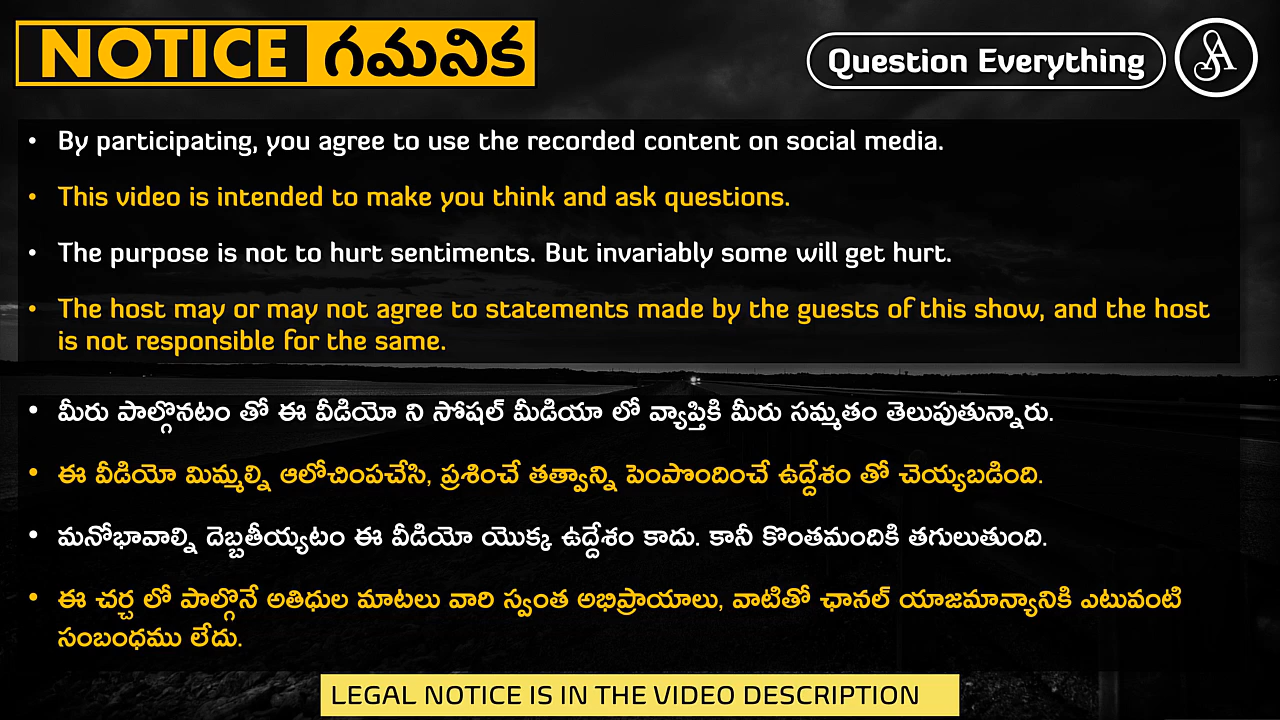 NOTICE గమనిక
Question Everything
• By participating, you agree to use the recorded content on social media.
• This video is intended to make you think and ask questions.
• The purpose is not to hurt sentiments. But invariably some will get hurt.
• The host may or may not agree to statements made by the guests of this show, and the host
is not responsible for the same.
• మీరు పాల్గొనటం తో ఈ వీడియో ని సోషల్ మీడియా లో వ్యాప్తికి మీరు సమ్మతం తెలుపుతున్నారు.
• ఈ వీడియో మిమ్మల్ని ఆలోచింపచేసి, ప్రశించే తత్వాన్ని పెంపొందించే ఉద్దేశం తో చెయ్యబడింది.
• మనోభావాల్ని దెబ్బతీయ్యటం ఈ వీడియో యొక్క ఉద్దేశం కాదు. కానీ కొంతమందికి తగులుతుంది.
• ఈ చర్చ లో పాల్గొనే అతిధుల మాటలు వారి స్వంత అభిప్రాయాలు, వాటితో ఛానల్ యాజమాన్యానికి ఎటువంటి
సంబంధము లేదు.
LEGAL NOTICE IS IN THE VIDEO DESCRIPTION